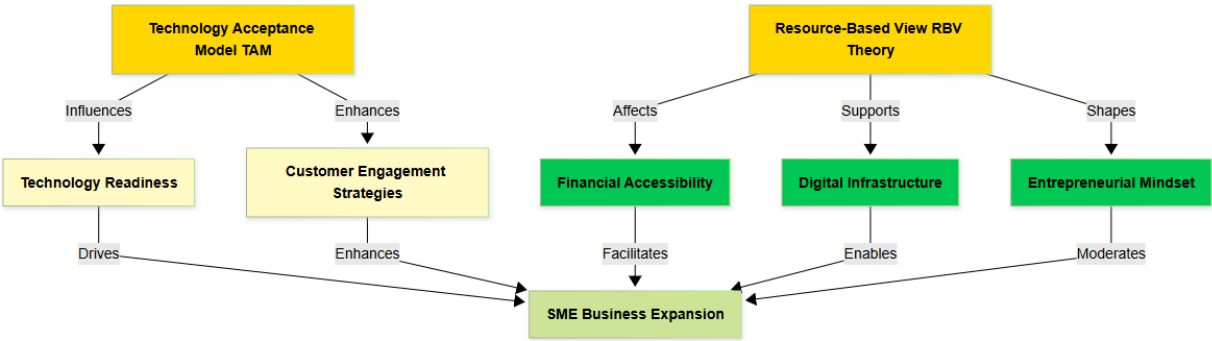 Technology Acceptance
Model TAM
Resource-Based View RBV
Theory
Influences
Enhances
Affects
Supports
Shapes
Technology Readiness
Customer Engagement
Strategies
Financial Accessibility
Digital Infrastructure
Entrepreneurial Mindset
Drives
Enhances
Facilitates
Enables
Moderates
SME Business Expansion